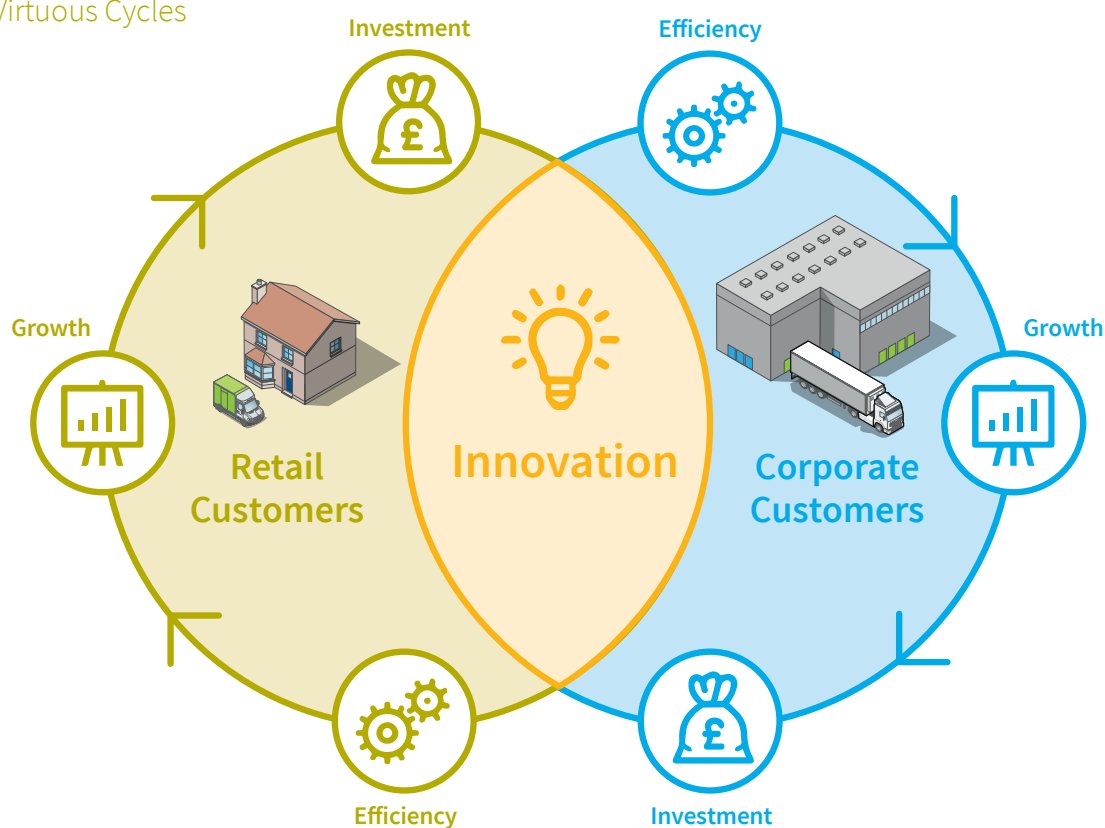 Virtuous Cycles
Investment
Efficiency
£
Growth
Growth
Retail
Customers
Innovation
Corporate
Customers
£
Efficiency
Investment